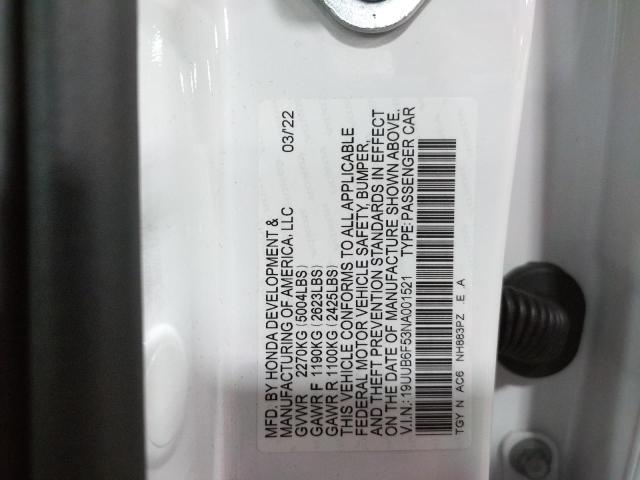 MFD. BY HONDA DEVELOPMENT &
MANUFACTURING OF AMERICA, LLC 03/'22
GVWR 2270KG (5004LBS)
GAWR F 1190KG (2623LBS)
GAWR R 1100KG (2425LBS)
THIS VEHICLE CONFORMS TO ALL APPLICABLE
FEDERAL MOTOR VEHICLE SAFETY, BUMPER,
AND THEFT PREVENTION STANDARDS IN EFFECT
ON THE DATE OF MANUFACTURE SHOWN ABOVE.
V.I.N.: 19UUB6F53NA001521 TYPE: PASSENGER CAR
TGY N AC6 NH883PZ E A